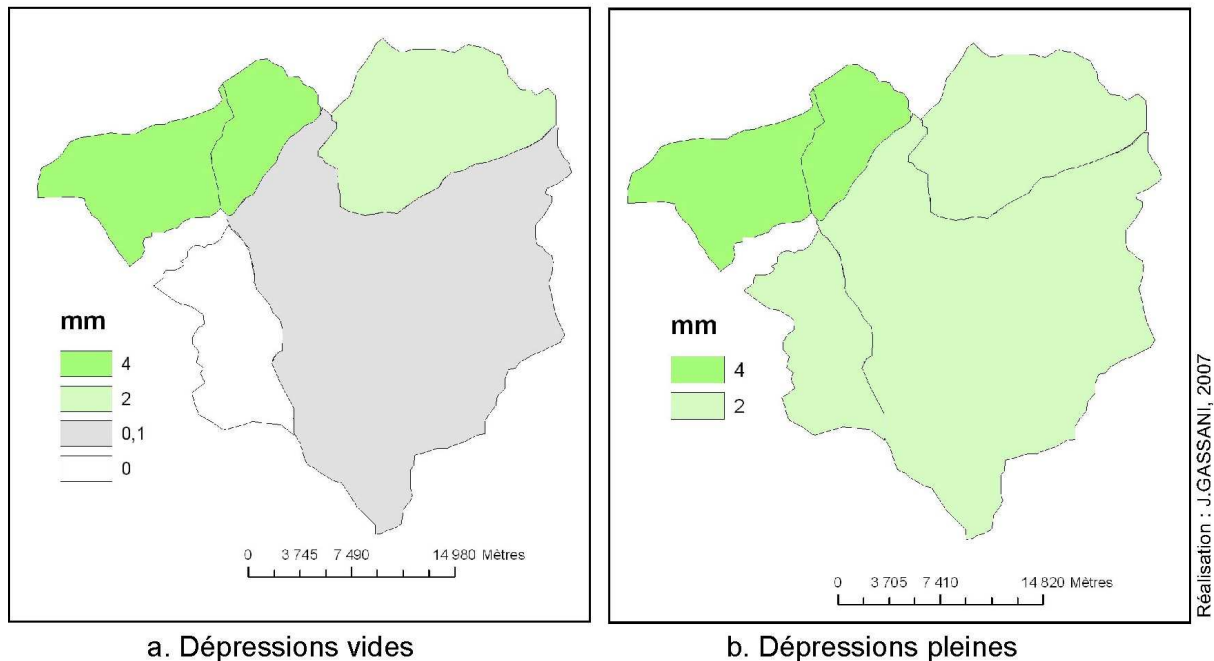 mm
4
2
0,1
0
0 3 745 7 490 14 980 Mètres
a. Dépressions vides
mm
4
2
0 3 705 7 410 14 820 Mètres
b. Dépressions pleines
Réalisation : J.GASSANI, 2007